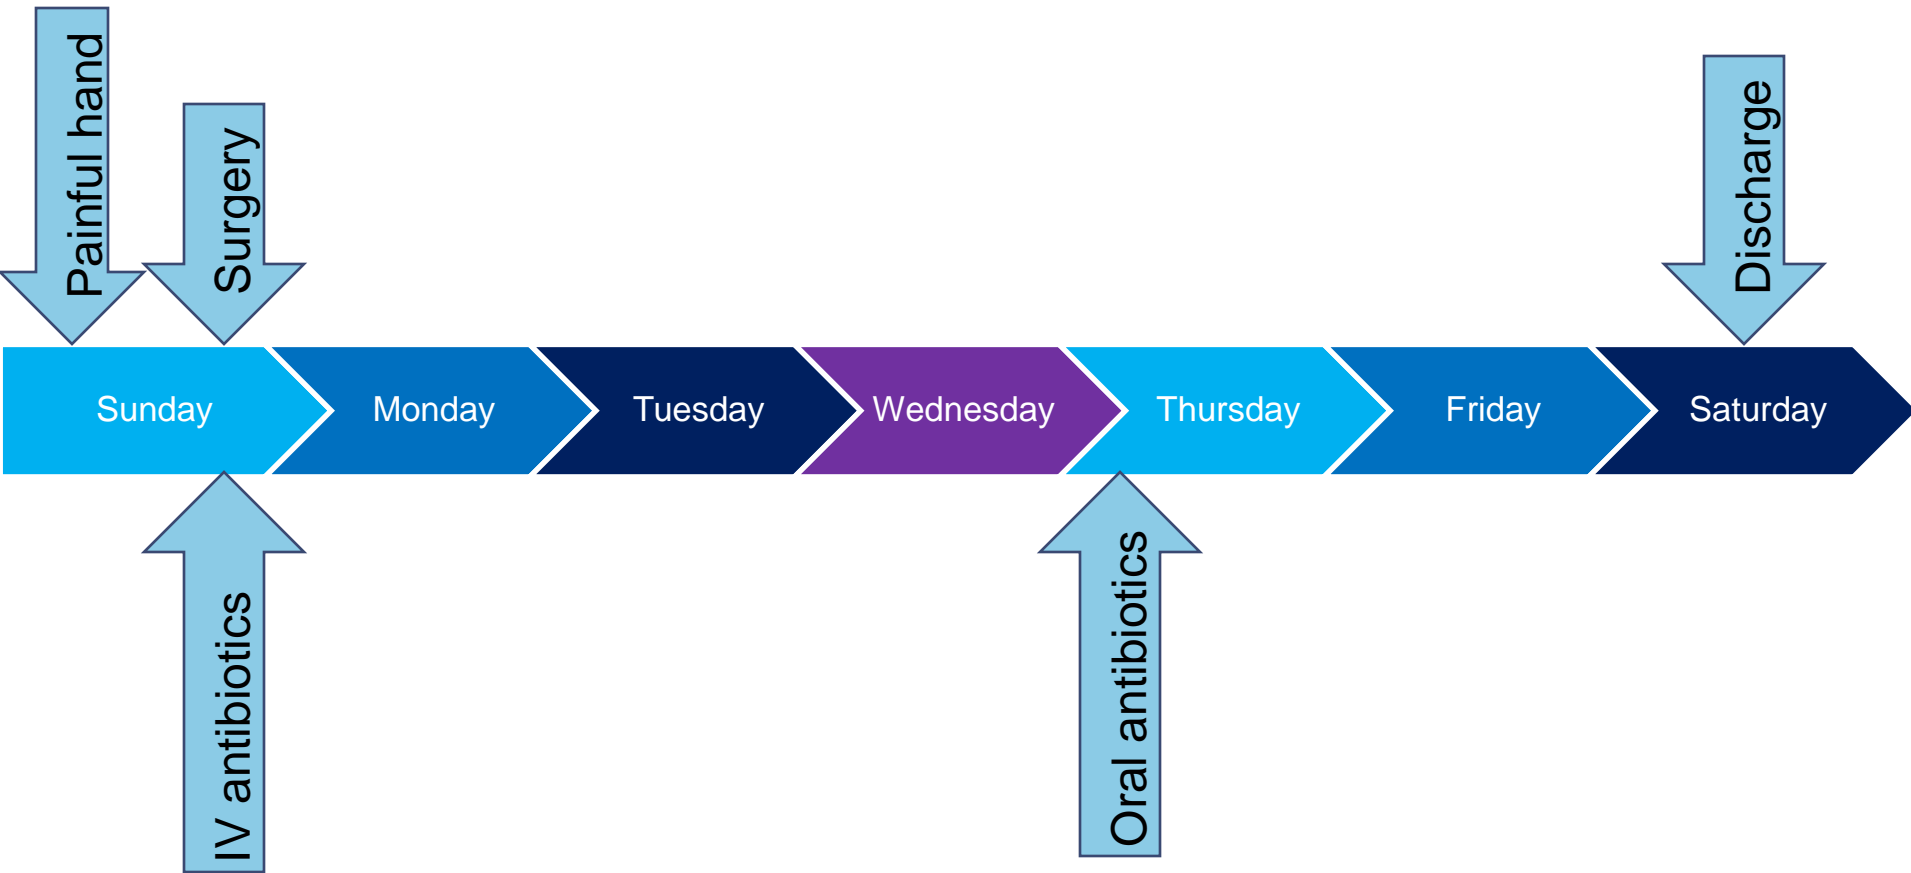 Painful hand
Surgery
Discharge
Sunday
Monday
Tuesday
Wednesday
Thursday
Friday
Saturday
IV antibiotics
Oral antibiotics